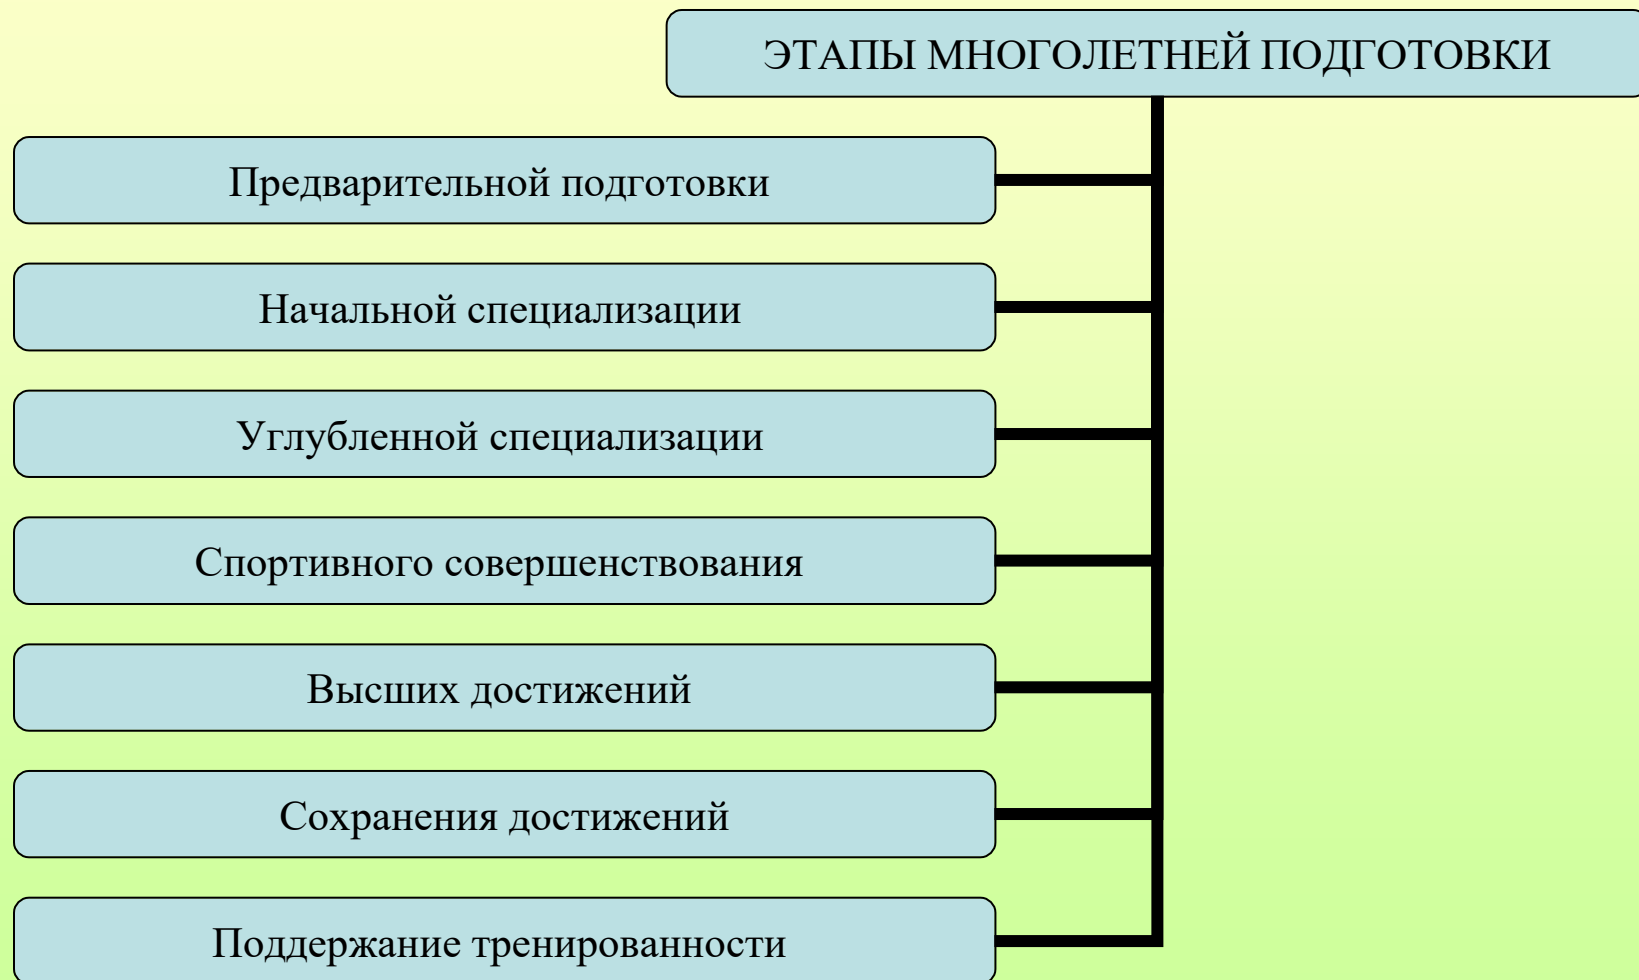 ЭТАПЫ МНОГОЛЕТНЕЙ ПОДГОТОВКИ
Предварительной подготовки
Начальной специализации
Углубленной специализации
Спортивного совершенствования
Высших достижений
Сохранения достижений
Поддержание тренированности